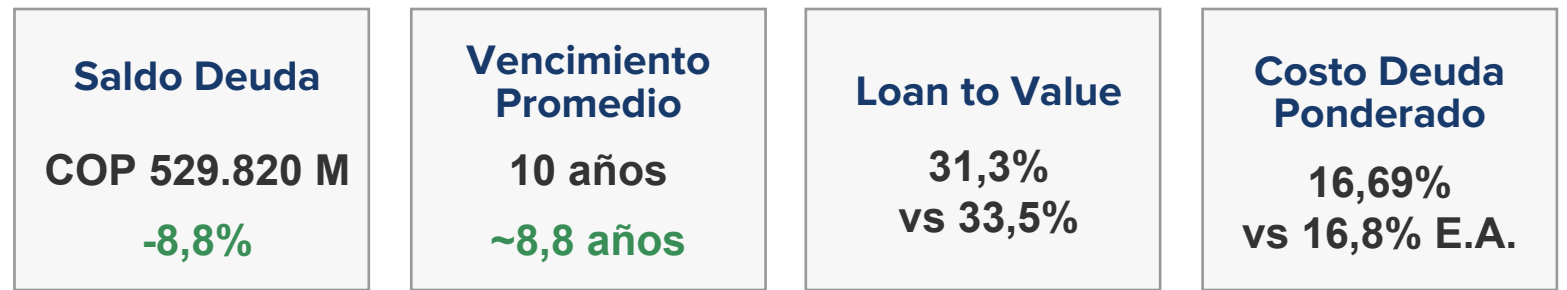 Saldo Deuda
COP 529.820 M
-8,8%
Vencimiento
Promedio
10 años
~8,8 años
Loan to Value
31,3%
vs 33,5%
Costo Deuda
Ponderado
16,69%
vs 16,8% E.A.